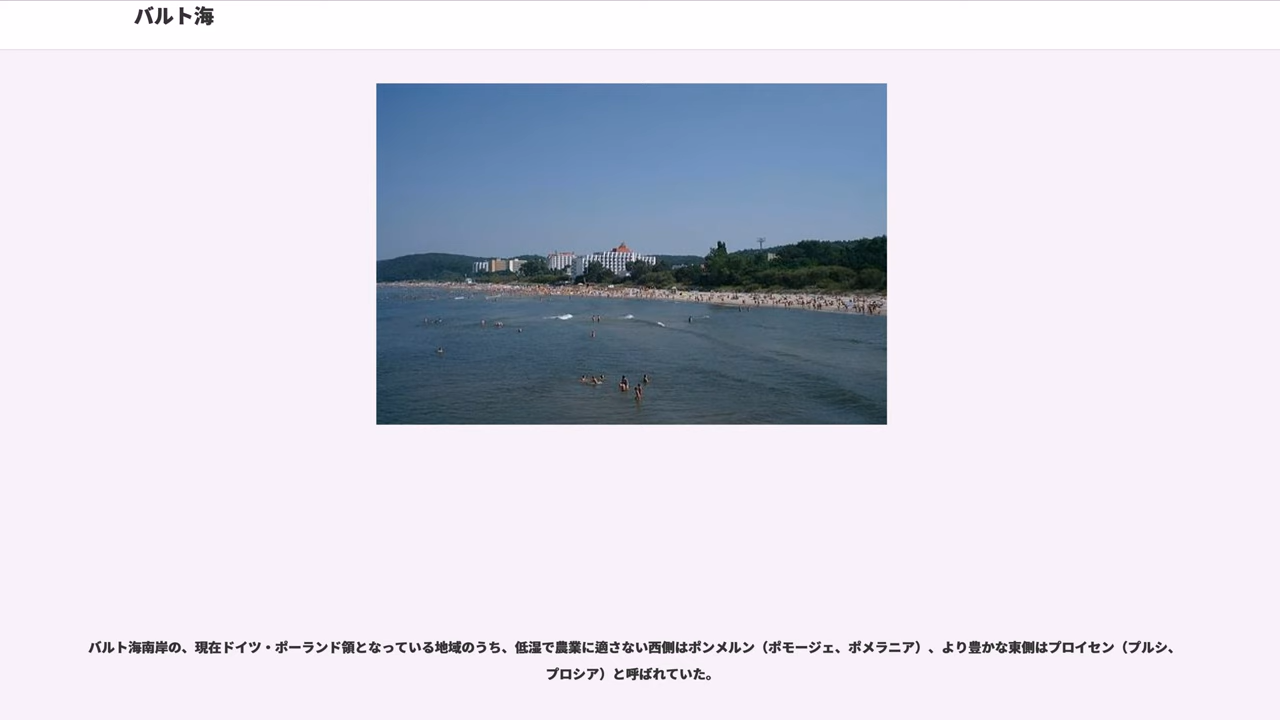 バルト海
バルト海南岸の、現在ドイツ・ポーランド領となっている地域のうち、低湿で農業に適さない西側はポンメルン（ポモージェ、ポメラニア）、より豊かな東側はプロイセン（プルシ、
プロシア）と呼ばれていた。